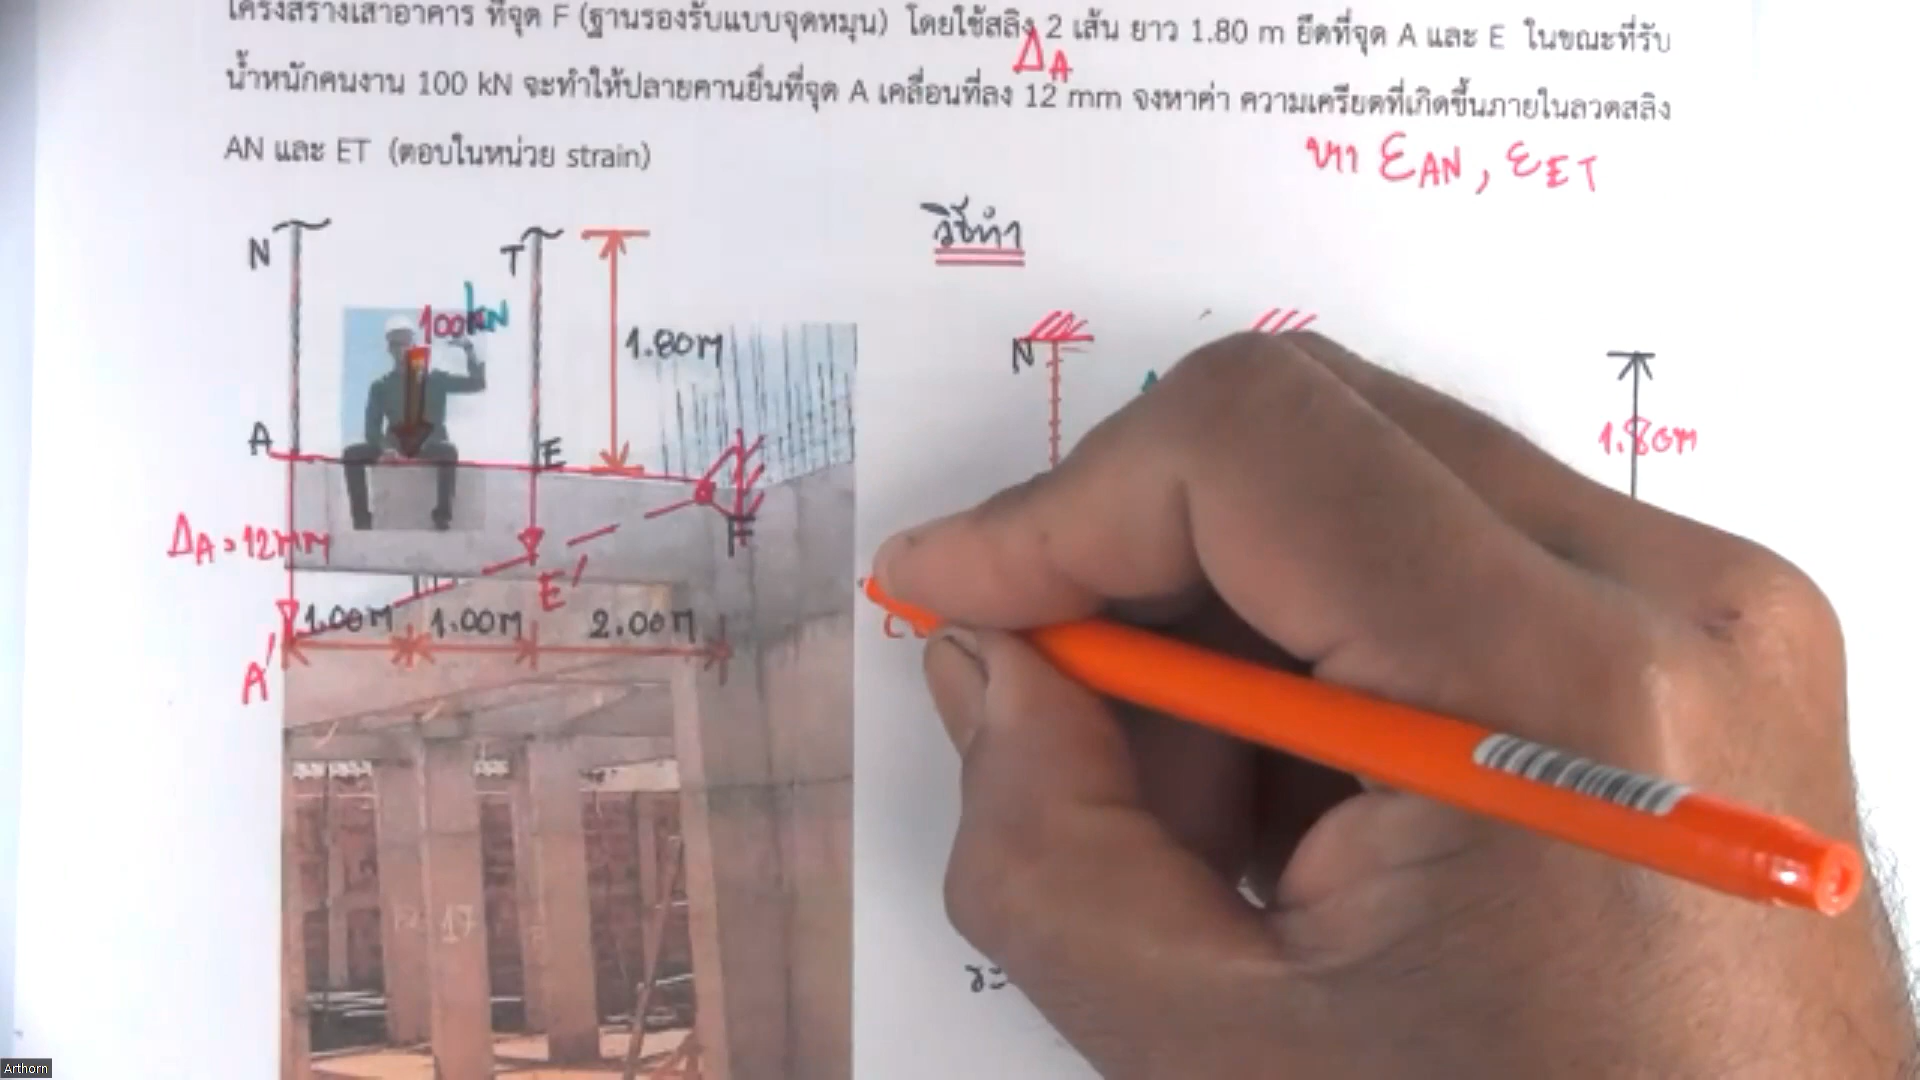 โครงสร้างเสาอาคาร ที่จุด F (ฐานรองรับแบบจุดหมุน) โดยใช้สลิง 2 เส้น ยาว 1.80 m ยึดที่จุด A และ E ในขณะที่รับ
ΔA
น้ำหนักคนงาน 100 kN จะทำให้ปลายคานยื่นที่จุด A เคลื่อนที่ลง 12 mm จงหาค่า ความเครียดที่เกิดขึ้นภายในลวดสลิง
AN และ ET (ตอบในหน่วย strain)
หา εAN, εET
วิธีทำ
N
T
100kN
1.80m
N
1.80m
A
E
F
ΔA = 12mm
E'
1.00m 1.00m 2.00m
A'
17
ระ
Arthorn